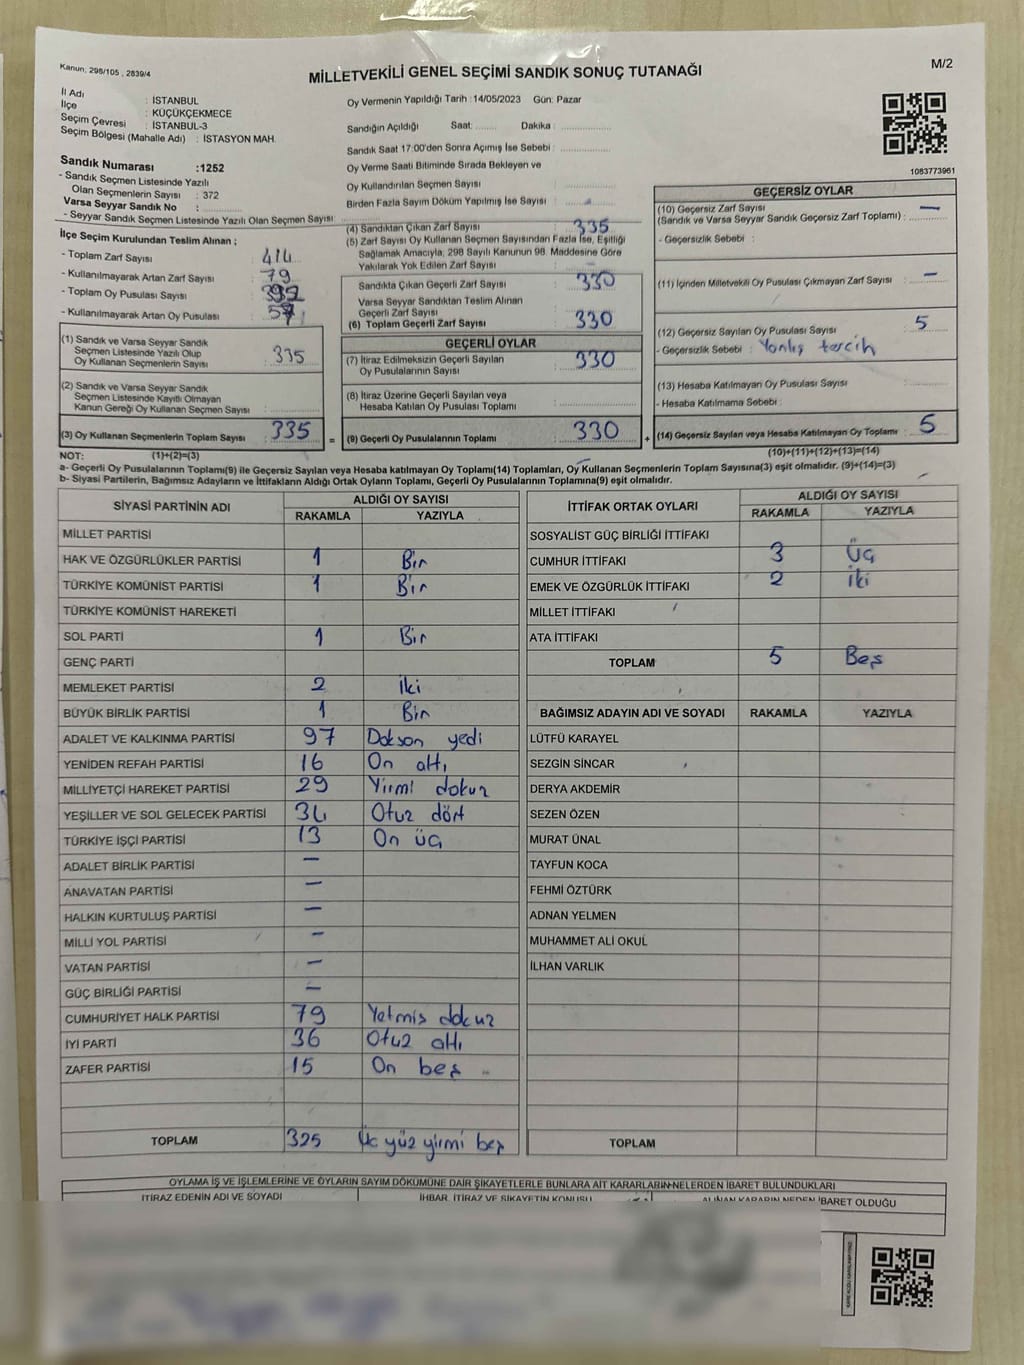 Kanun, 298/105 , 2839/4
MİLLETVEKİLİ GENEL SEÇİMİ SANDIK SONUÇ TUTANAĞI
M/2
İl Adı : İSTANBUL
İlçe : KÜÇÜKÇEKMECE
Seçim Çevresi : İSTANBUL-3
Seçim Bölgesi (Mahalle Adı) : İSTASYON MAH.
Sandık Numarası :1252
- Sandık Seçmen Listesinde Yazılı
Olan Seçmenlerin Sayısı : 372
Varsa Seyyar Sandık No :
- Seyyar Sandık Seçmen Listesinde Yazılı Olan Seçmen Sayısı
Oy Vermenin Yapıldığı Tarih :14/05/2023 Gün: Pazar
Sandığın Açıldığı Saat: Dakika :
Sandık Saat 17:00'den Sonra Açımış İse Sebebi :
Oy Verme Saati Bitiminde Sırada Bekleyen ve
Oy Kullandırılan Seçmen Sayısı :
Birden Fazla Sayım Döküm Yapılmış İse Sayısı :
1083773961
İlçe Seçim Kurulundan Teslim Alınan ;
- Toplam Zarf Sayısı : 414
- Kullanılmayarak Artan Zarf Sayısı : 79
- Toplam Oy Pusulası Sayısı :
- Kullanılmayarak Artan Oy Pusulası :
(4) Sandıktan Çıkan Zarf Sayısı : 335
(5) Zarf Sayısı Oy Kullanan Seçmen Sayısından Fazla İse, Eşitliği
Sağlamak Amacıyla, 298 Sayılı Kanunun 98. Maddesine Göre
Yakılarak Yok Edilen Zarf Sayısı :
Sandıkta Çıkan Geçerli Zarf Sayısı : 330
Varsa Seyyar Sandıktan Teslim Alınan
Geçerli Zarf Sayısı :
(6) Toplam Geçerli Zarf Sayısı : 330
GEÇERSİZ OYLAR
(10) Geçersiz Zarf Sayısı
(Sandık ve Varsa Seyyar Sandık Geçersiz Zarf Toplamı) : —
- Geçersizlik Sebebi :
(11) İçinden Milletvekili Oy Pusulası Çıkmayan Zarf Sayısı : —
(12) Geçersiz Sayılan Oy Pusulası Sayısı : 5
- Geçersizlik Sebebi : Yanlış tercih
(13) Hesaba Katılmayan Oy Pusulası Sayısı :
- Hesaba Katılmama Sebebi :
(14) Geçersiz Sayılan veya Hesaba Katılmayan Oy Toplamı : 5
(1) Sandık ve Varsa Seyyar Sandık
Seçmen Listesinde Yazılı Olup
Oy Kullanan Seçmenlerin Sayısı : 335
(2) Sandık ve Varsa Seyyar Sandık
Seçmen Listesinde Kayıtlı Olmayan
Kanun Gereği Oy Kullanan Seçmen Sayısı :
(3) Oy Kullanan Seçmenlerin Toplam Sayısı : 335 =
GEÇERLİ OYLAR
(7) İtiraz Edilmeksizin Geçerli Sayılan
Oy Pusulalarının Sayısı : 330
(8) İtiraz Üzerine Geçerli Sayılan veya
Hesaba Katılan Oy Pusulası Toplamı :
(9) Geçerli Oy Pusulalarının Toplamı : 330 +
NOT: (1)+(2)=(3)
(10)+(11)+(12)+(13)=(14)
a- Geçerli Oy Pusulalarının Toplamı(9) ile Geçersiz Sayılan veya Hesaba katılmayan Oy Toplamı(14) Toplamları, Oy Kullanan Seçmenlerin Toplam Sayısına(3) eşit olmalıdır. (9)+(14)=(3)
b- Siyasi Partilerin, Bağımsız Adayların ve İttifakların Aldığı Ortak Oyların Toplamı, Geçerli Oy Pusulalarının Toplamına(9) eşit olmalıdır.
SİYASİ PARTİNİN ADI ALDIĞI OY SAYISI
RAKAMLA YAZIYLA
MİLLET PARTİSİ
HAK VE ÖZGÜRLÜKLER PARTİSİ 1 Bir
TÜRKİYE KOMÜNİST PARTİSİ 1 Bir
TÜRKİYE KOMÜNİST HAREKETİ
SOL PARTİ 1 Bir
GENÇ PARTİ
MEMLEKET PARTİSİ 2 İki
BÜYÜK BİRLİK PARTİSİ 1 Bir
ADALET VE KALKINMA PARTİSİ 97 Doksan yedi
YENİDEN REFAH PARTİSİ 16 On altı
MİLLİYETÇİ HAREKET PARTİSİ 29 Yirmi dokuz
YEŞİLLER VE SOL GELECEK PARTİSİ 34 Otuz dört
TÜRKİYE İŞÇİ PARTİSİ 13 On üç
ADALET BİRLİK PARTİSİ —
ANAVATAN PARTİSİ —
HALKIN KURTULUŞ PARTİSİ —
MİLLİ YOL PARTİSİ —
VATAN PARTİSİ —
GÜÇ BİRLİĞİ PARTİSİ —
CUMHURİYET HALK PARTİSİ 79 Yetmiş dokuz
İYİ PARTİ 36 Otuz altı
ZAFER PARTİSİ 15 On beş
TOPLAM 325 Üç yüz yirmi beş
İTTİFAK ORTAK OYLARI ALDIĞI OY SAYISI
RAKAMLA YAZIYLA
SOSYALİST GÜÇ BİRLİĞİ İTTİFAKI
CUMHUR İTTİFAKI 3 Üç
EMEK VE ÖZGÜRLÜK İTTİFAKI 2 İki
MİLLET İTTİFAKI
ATA İTTİFAKI
TOPLAM 5 Beş
BAĞIMSIZ ADAYIN ADI VE SOYADI RAKAMLA YAZIYLA
LÜTFÜ KARAYEL
SEZGİN SİNCAR
DERYA AKDEMİR
SEZEN ÖZEN
MURAT ÜNAL
TAYFUN KOCA
FEHMİ ÖZTÜRK
ADNAN YELMEN
MUHAMMET ALİ OKUL
İLHAN VARLIK
TOPLAM
OYLAMA İŞ VE İŞLEMLERİNE VE OYLARIN SAYIM DÖKÜMÜNE DAİR ŞİKAYETLERLE BUNLARA AİT KARARLARIN NELERDEN İBARET BULUNDUKLARI
İTİRAZ EDENİN ADI VE SOYADI İHBAR, İTİRAZ VE ŞİKAYETİN KONUSU ALINAN KARARIN NEDEN İBARET OLDUĞU